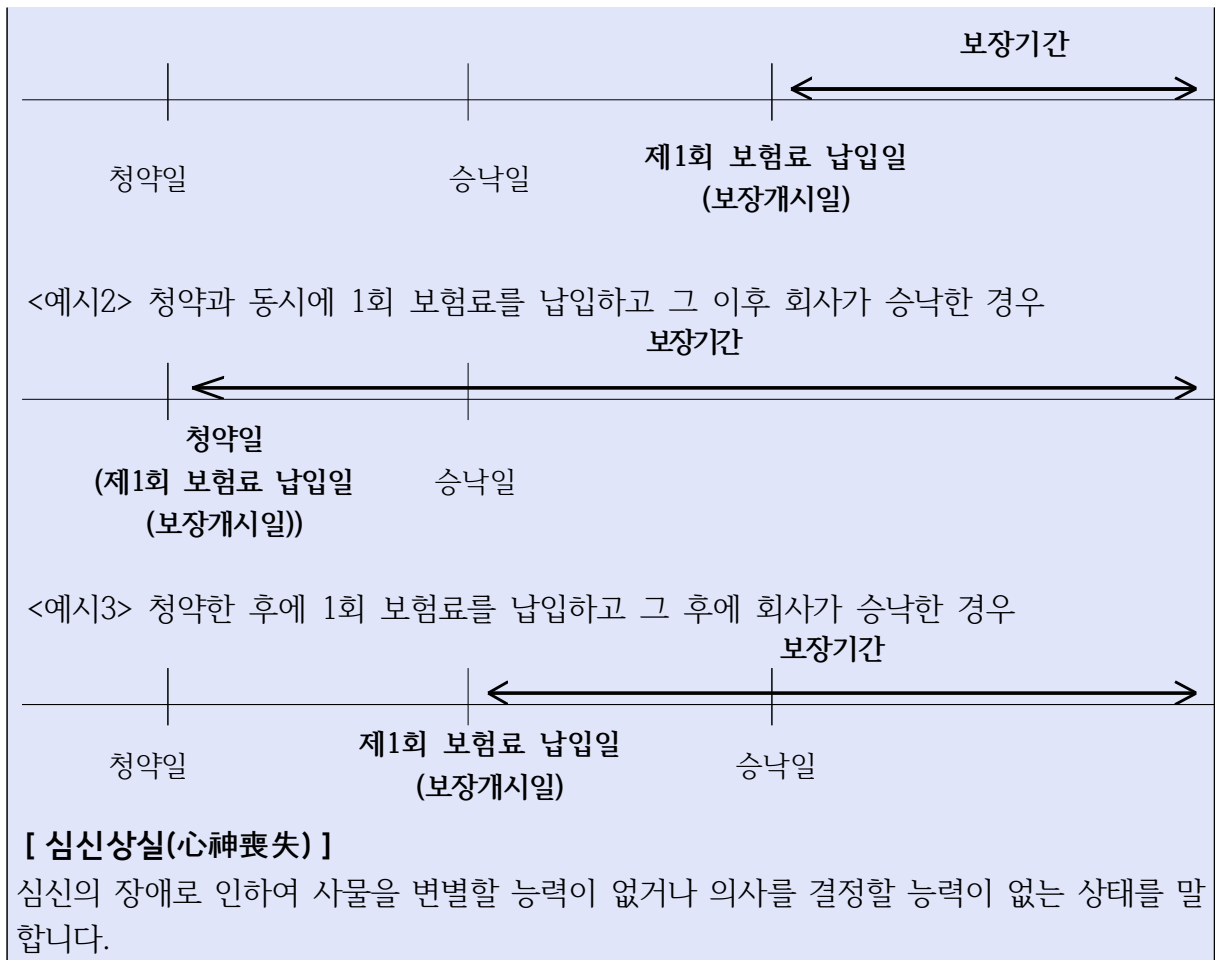 보장기간
청약일 승낙일 제1회 보험료 납입일
(보장개시일)
<예시2> 청약과 동시에 1회 보험료를 납입하고 그 이후 회사가 승낙한 경우
보장기간
청약일
(제1회 보험료 납입일 승낙일
(보장개시일))
<예시3> 청약한 후에 1회 보험료를 납입하고 그 후에 회사가 승낙한 경우
보장기간
청약일 제1회 보험료 납입일 승낙일
(보장개시일)
[ 심신상실(心神喪失) ]
심신의 장애로 인하여 사물을 변별할 능력이 없거나 의사를 결정할 능력이 없는 상태를 말
합니다.